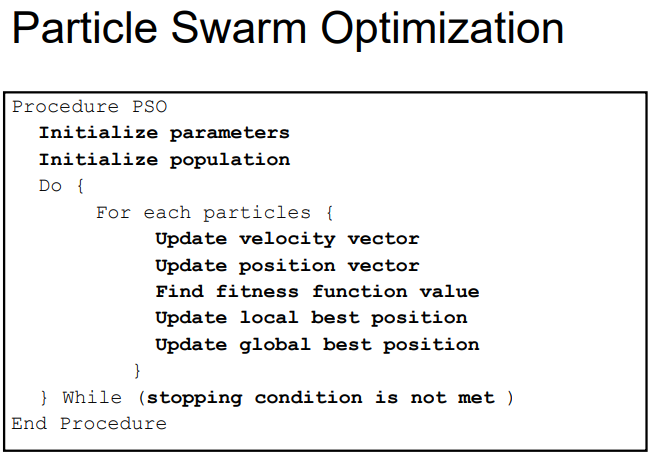 Particle Swarm Optimization
Procedure PSO
Initialize parameters
Initialize population
Do {
For each particles {
Update velocity vector
Update position vector
Find fitness function value
Update local best position
Update global best position
}
} While (stopping condition is not met )
End Procedure